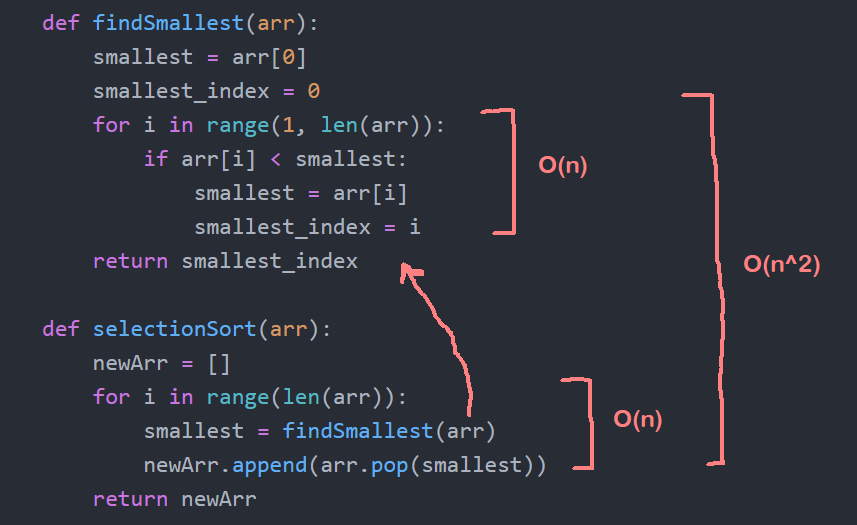 def findSmallest(arr):
    smallest = arr[0]
    smallest_index = 0
    for i in range(1, len(arr)):
        if arr[i] < smallest:
            smallest = arr[i]
            smallest_index = i
    return smallest_index
O(n)
O(n^2)
def selectionSort(arr):
    newArr = []
    for i in range(len(arr)):
        smallest = findSmallest(arr)
        newArr.append(arr.pop(smallest))
    return newArr
O(n)